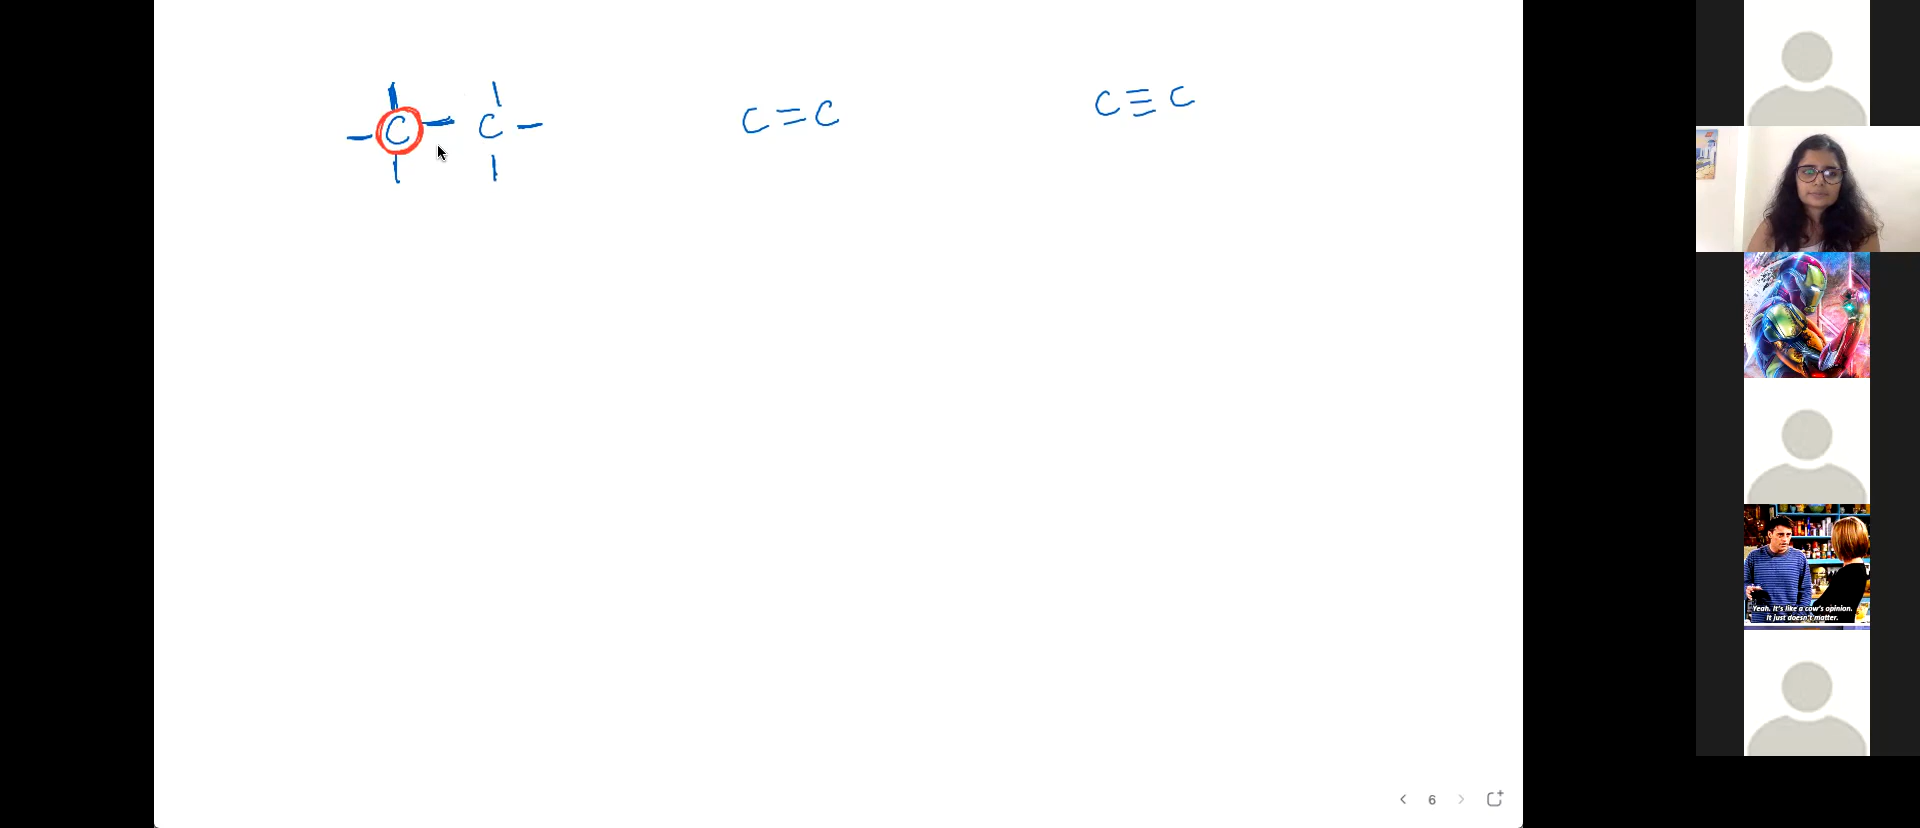 C - C -
C = C
C ≡ C
Yeah. It's like a cow's opinion.
It just doesn't matter.
6